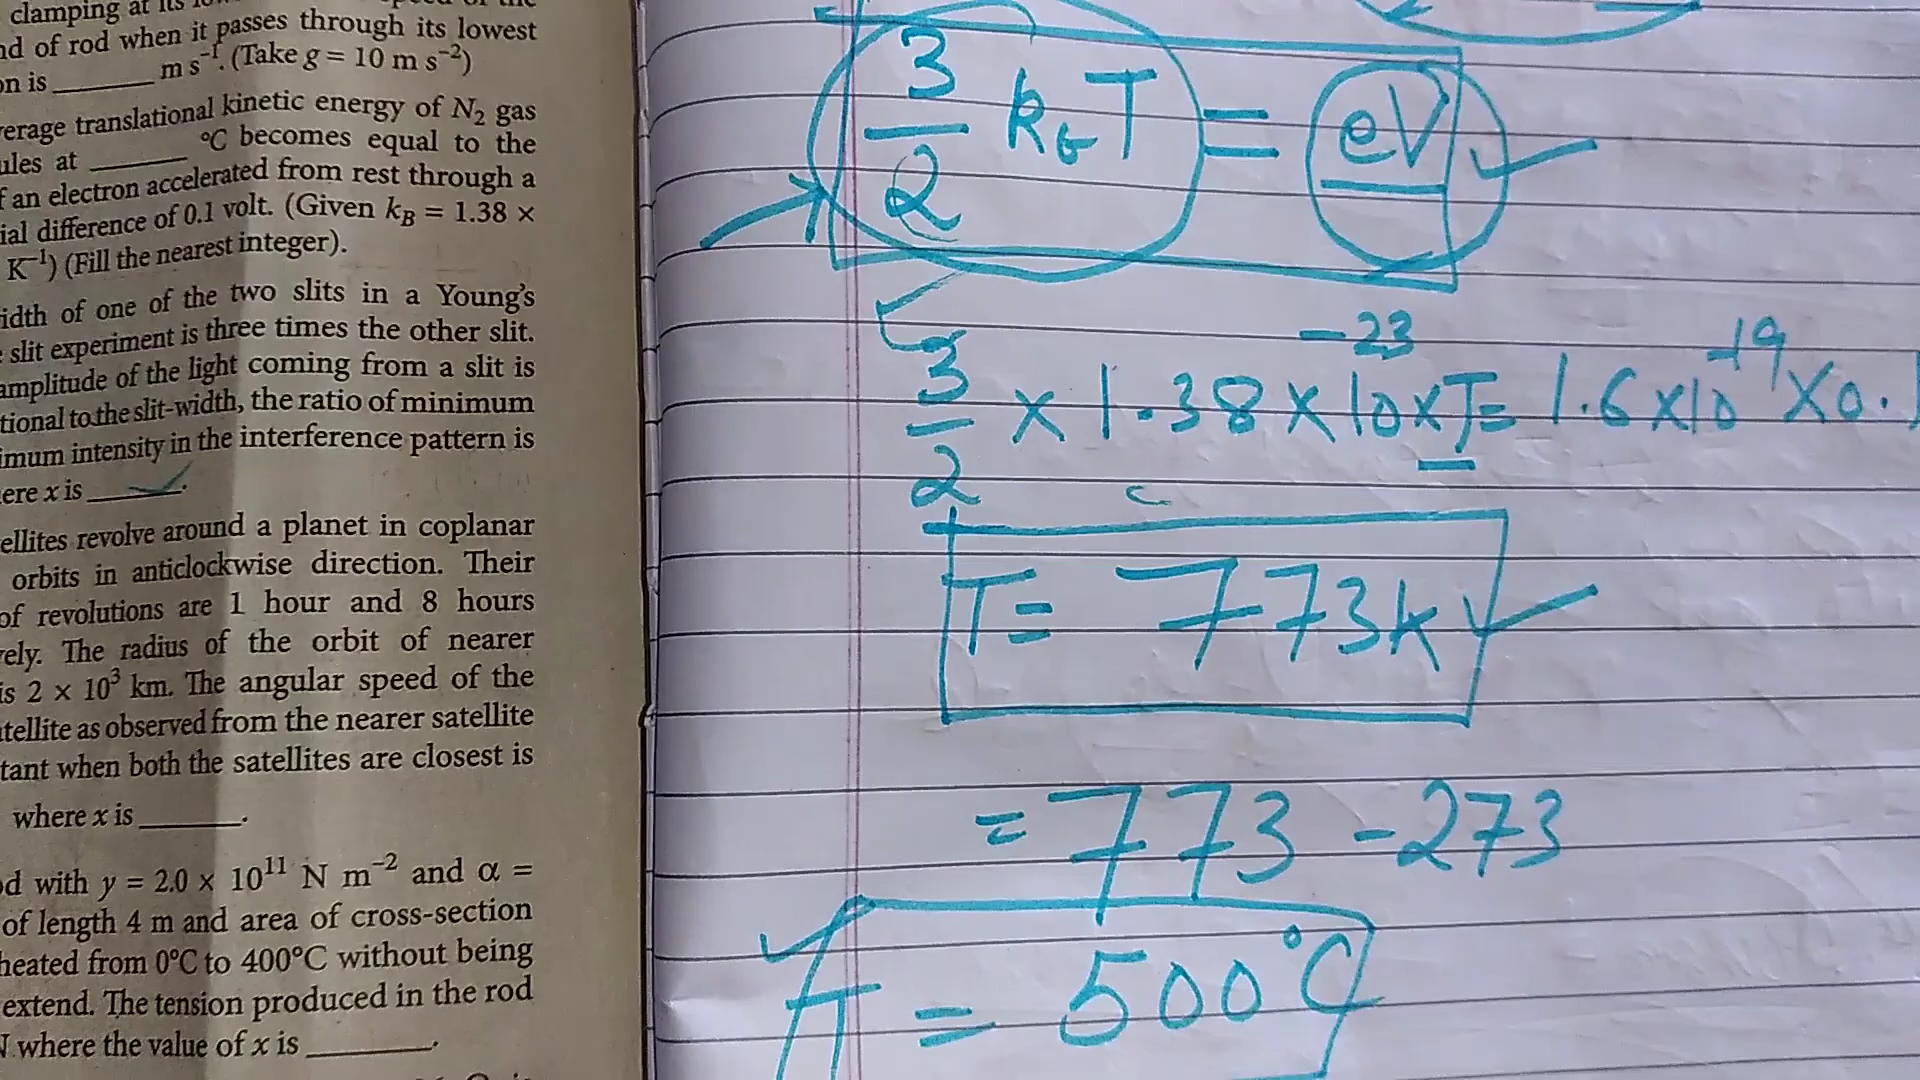 clamping at its
nd of rod when it passes through its lowest
on is ______ m s⁻¹. (Take g = 10 m s⁻²)
verage translational kinetic energy of N₂ gas
ules at ______ °C becomes equal to the
f an electron accelerated from rest through a
ial difference of 0.1 volt. (Given k_B = 1.38 ×
K⁻¹) (Fill the nearest integer).
idth of one of the two slits in a Young's
slit experiment is three times the other slit.
amplitude of the light coming from a slit is
tional to the slit-width, the ratio of minimum
imum intensity in the interference pattern is
ere x is ______.
ellites revolve around a planet in coplanar
orbits in anticlockwise direction. Their
of revolutions are 1 hour and 8 hours
vely. The radius of the orbit of nearer
is 2 × 10³ km. The angular speed of the
tellite as observed from the nearer satellite
tant when both the satellites are closest is
where x is ______.
od with y = 2.0 × 10¹¹ N m⁻² and α =
of length 4 m and area of cross-section
heated from 0°C to 400°C without being
extend. The tension produced in the rod
N where the value of x is ______.
3/2 k_B T = eV
3/2 × 1.38 × 10⁻²³ × T = 1.6 × 10⁻¹⁹ × 0.1
T = 773k
= 773 - 273
T = 500°C